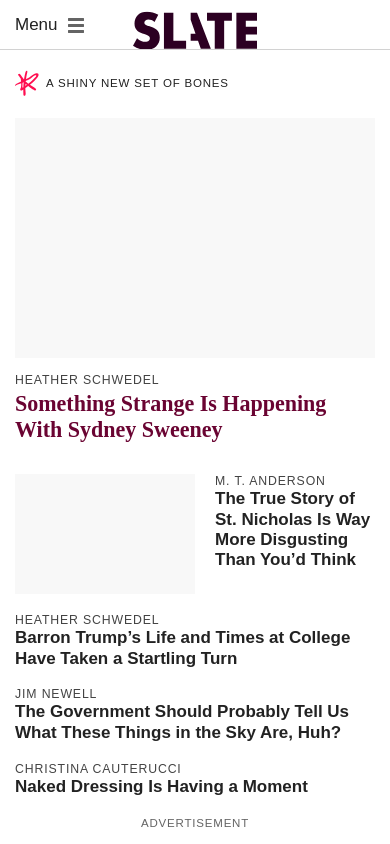 Menu
SLATE
A SHINY NEW SET OF BONES
HEATHER SCHWEDEL
Something Strange Is Happening
With Sydney Sweeney
M. T. ANDERSON
The True Story of
St. Nicholas Is Way
More Disgusting
Than You’d Think
HEATHER SCHWEDEL
Barron Trump’s Life and Times at College
Have Taken a Startling Turn
JIM NEWELL
The Government Should Probably Tell Us
What These Things in the Sky Are, Huh?
CHRISTINA CAUTERUCCI
Naked Dressing Is Having a Moment
ADVERTISEMENT